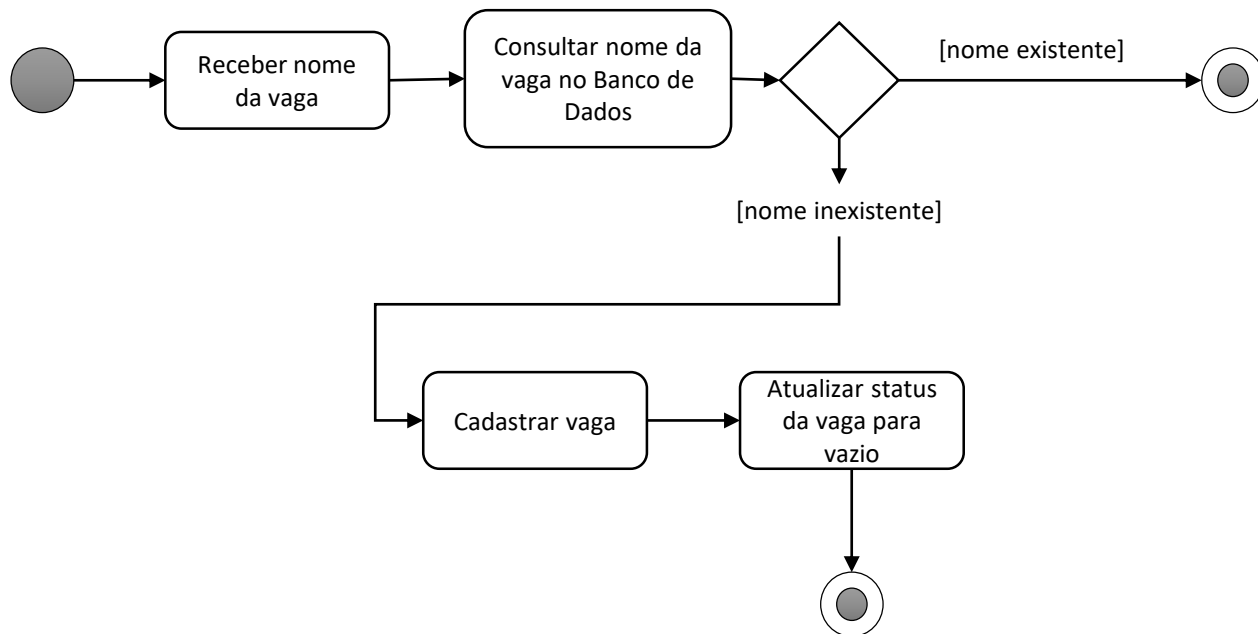 Receber nome
da vaga
Consultar nome da
vaga no Banco de
Dados
[nome existente]
[nome inexistente]
Cadastrar vaga
Atualizar status
da vaga para
vazio